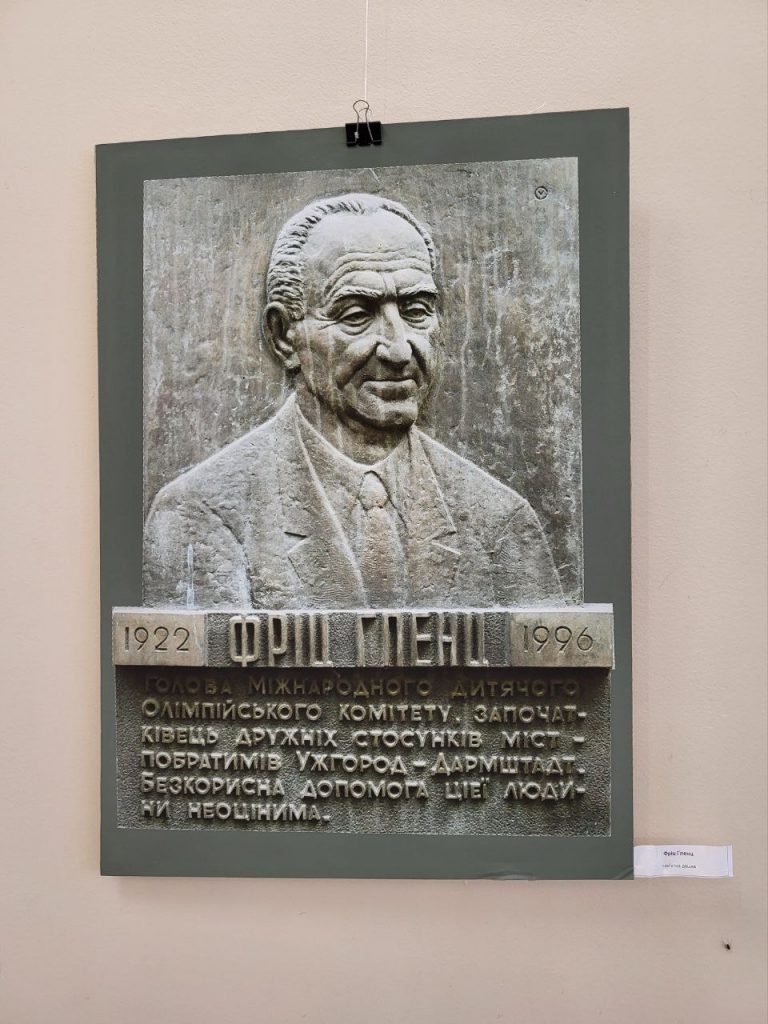 1922 ФРІЦ ГЛЕНЦ 1996
ГОЛОВА МІЖНАРОДНОГО ДИТЯЧОГО
ОЛІМПІЙСЬКОГО КОМІТЕТУ, ЗАПОЧАТ-
КІВЕЦЬ ДРУЖНІХ СТОСУНКІВ МІСТ-
ПОБРАТИМІВ УЖГОРОД-ДАРМШТАДТ.
БЕЗКОРИСНА ДОПОМОГА ЦІЄЇ ЛЮДИ-
НИ НЕОЦІНИМА.
Фріц Гленц